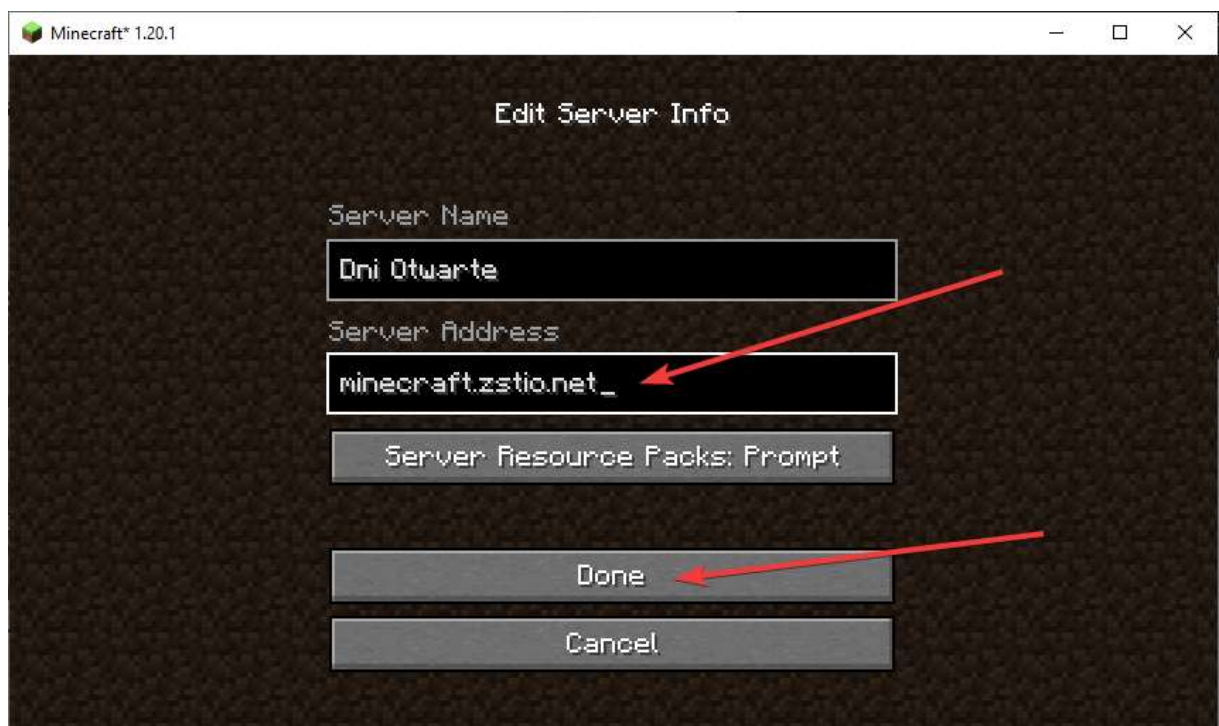 Minecraft* 1.20.1
Edit Server Info
Server Name
Dni Otwarte
Server Address
minecraft.zstio.net_
Server Resource Packs: Prompt
Done
Cancel